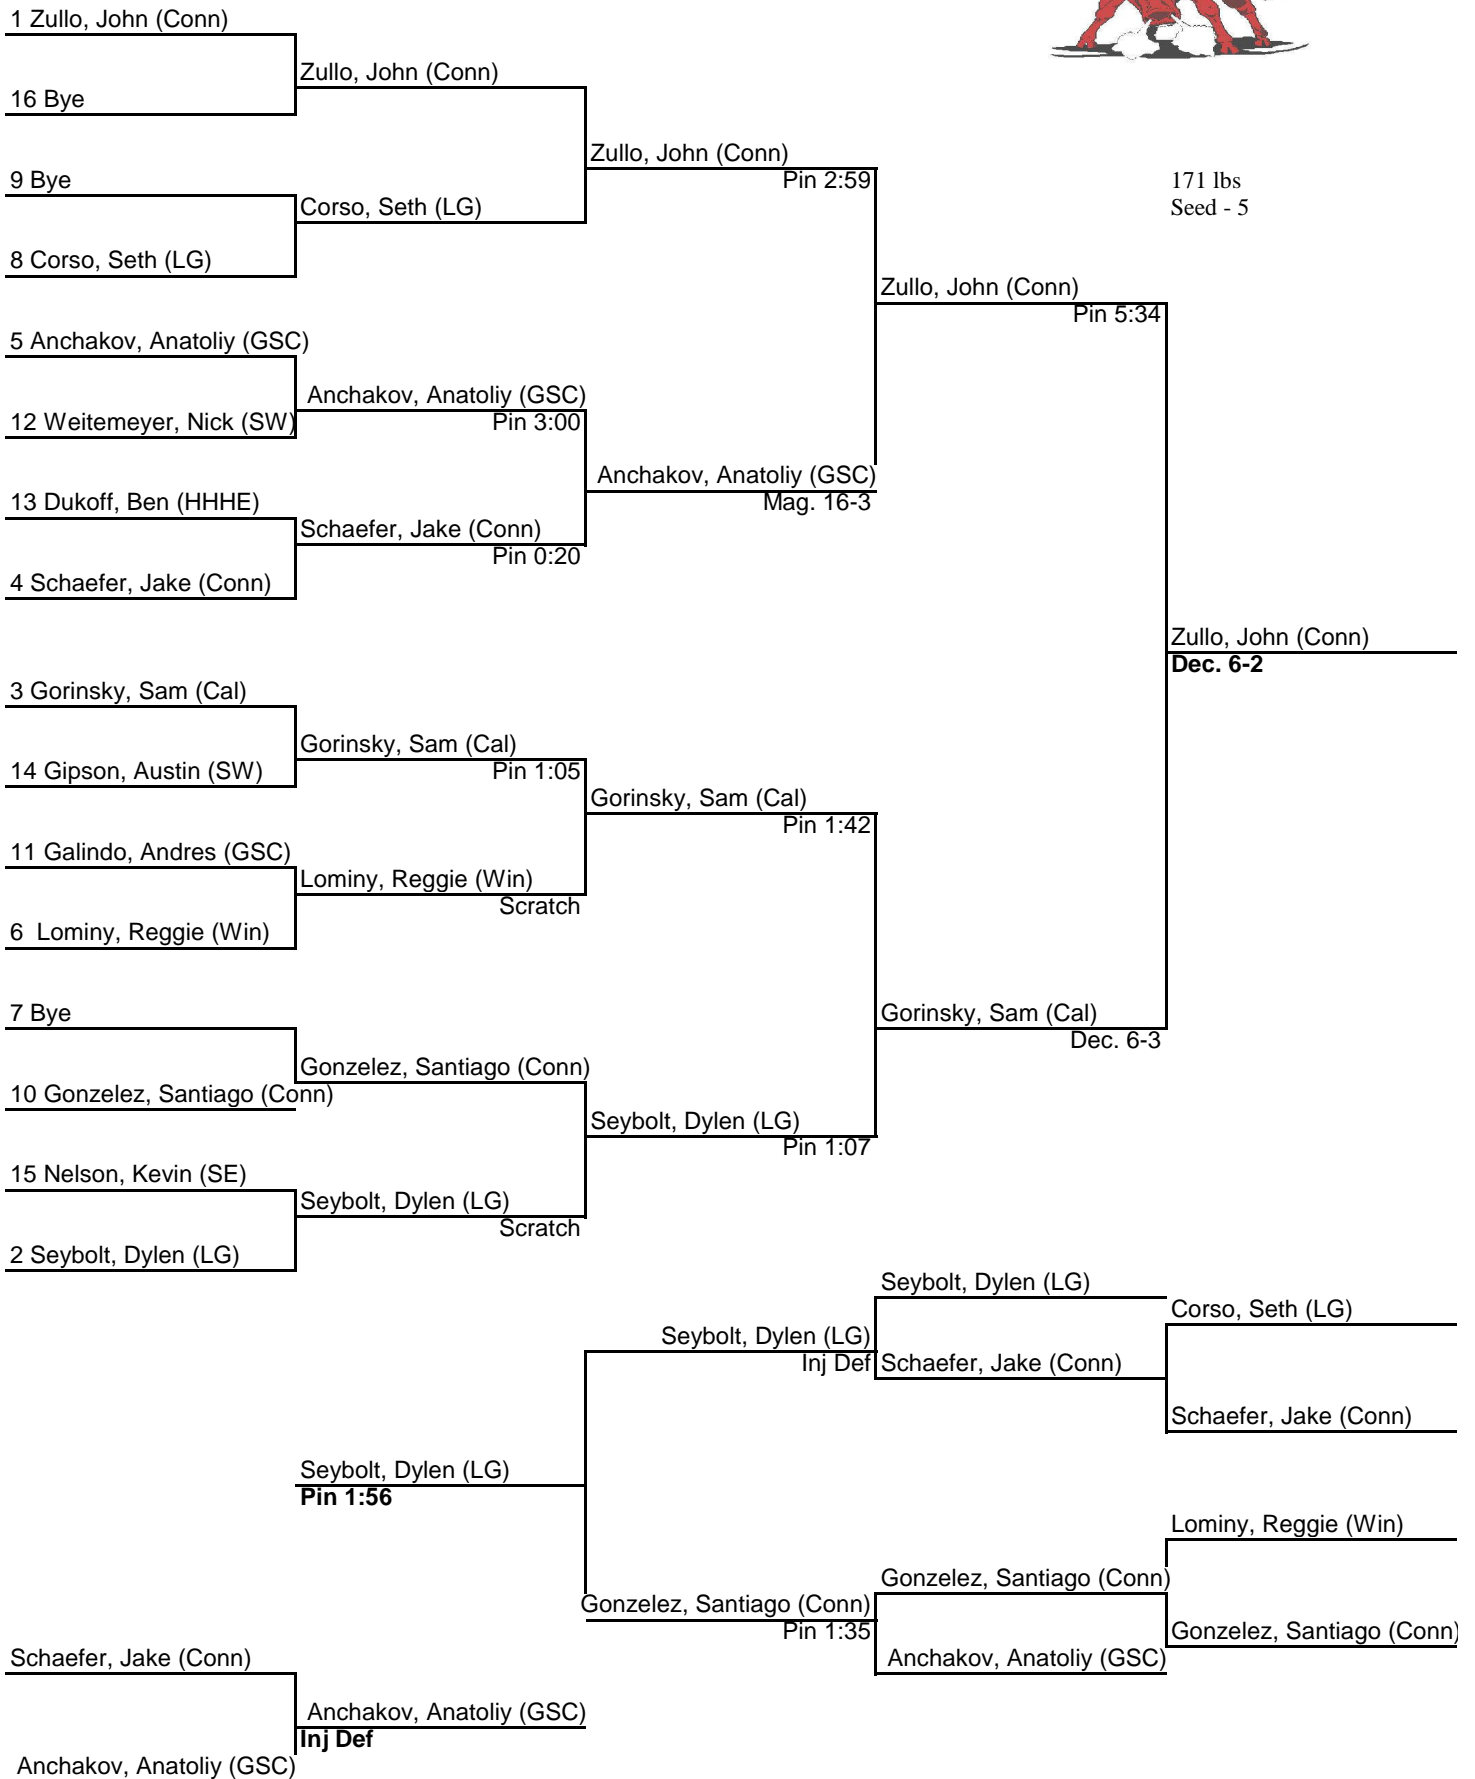 1 Zullo, John (Conn)
Zullo, John (Conn)
16 Bye
Zullo, John (Conn)
Pin 2:59
9 Bye
171 lbs
Seed - 5
Corso, Seth (LG)
8 Corso, Seth (LG)
Zullo, John (Conn)
Pin 5:34
5 Anchakov, Anatoliy (GSC)
Anchakov, Anatoliy (GSC)
Pin 3:00
12 Weitemeyer, Nick (SW)
Anchakov, Anatoliy (GSC)
Mag. 16-3
13 Dukoff, Ben (HHHE)
Schaefer, Jake (Conn)
Pin 0:20
4 Schaefer, Jake (Conn)
Zullo, John (Conn)
Dec. 6-2
3 Gorinsky, Sam (Cal)
Gorinsky, Sam (Cal)
Pin 1:05
14 Gipson, Austin (SW)
Gorinsky, Sam (Cal)
Pin 1:42
11 Galindo, Andres (GSC)
Lominy, Reggie (Win)
Scratch
6 Lominy, Reggie (Win)
7 Bye
Gorinsky, Sam (Cal)
Dec. 6-3
Gonzelez, Santiago (Conn)
10 Gonzelez, Santiago (Conn)
Seybolt, Dylen (LG)
Pin 1:07
15 Nelson, Kevin (SE)
Seybolt, Dylen (LG)
Scratch
2 Seybolt, Dylen (LG)
Seybolt, Dylen (LG)
Corso, Seth (LG)
Seybolt, Dylen (LG)
Inj Def
Schaefer, Jake (Conn)
Schaefer, Jake (Conn)
Seybolt, Dylen (LG)
Pin 1:56
Lominy, Reggie (Win)
Gonzelez, Santiago (Conn)
Gonzelez, Santiago (Conn)
Pin 1:35
Gonzelez, Santiago (Conn)
Anchakov, Anatoliy (GSC)
Schaefer, Jake (Conn)
Anchakov, Anatoliy (GSC)
Inj Def
Anchakov, Anatoliy (GSC)